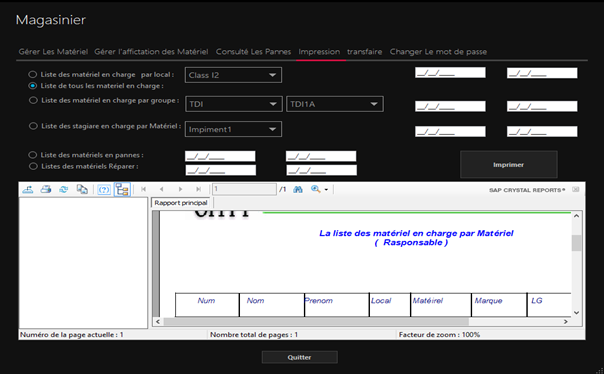 Magasinier
Gérer Les Matériel Gérer l'affictation des Matériel Consulté Les Pannes Impression transfaire Changer Le mot de passe
Liste des matériel en charge par local : Class I2 __/__/____ __/__/____
Liste de tous les materiel en charge :
Liste des matériel en charge par groupe : TDI TDI1A __/__/____ __/__/____
Liste des stagiare en charge par Matériel : Impiment1 __/__/____ __/__/____
Liste des matériels en pannes : __/__/____ __/__/____
Listes des matériels Réparer : __/__/____ __/__/____
Imprimer
1 /1 SAP CRYSTAL REPORTS®
Rapport principal
La liste des matériel en charge par Matériel
( Rasponsable )
Num Nom Prenom Local Matéirel Marque LG
Numéro de la page actuelle : 1 Nombre total de pages : 1 Facteur de zoom : 100%
Quitter